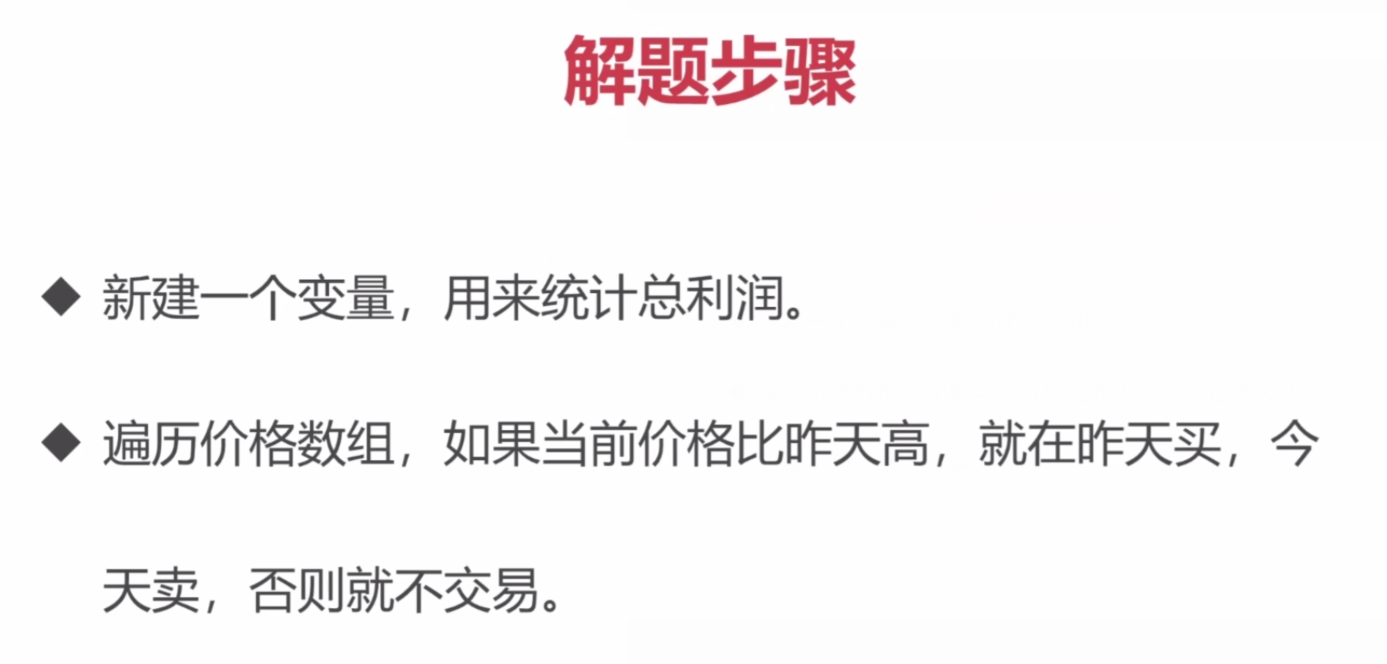 解题步骤
◆ 新建一个变量，用来统计总利润。
◆ 遍历价格数组，如果当前价格比昨天高，就在昨天买，今
天卖，否则就不交易。